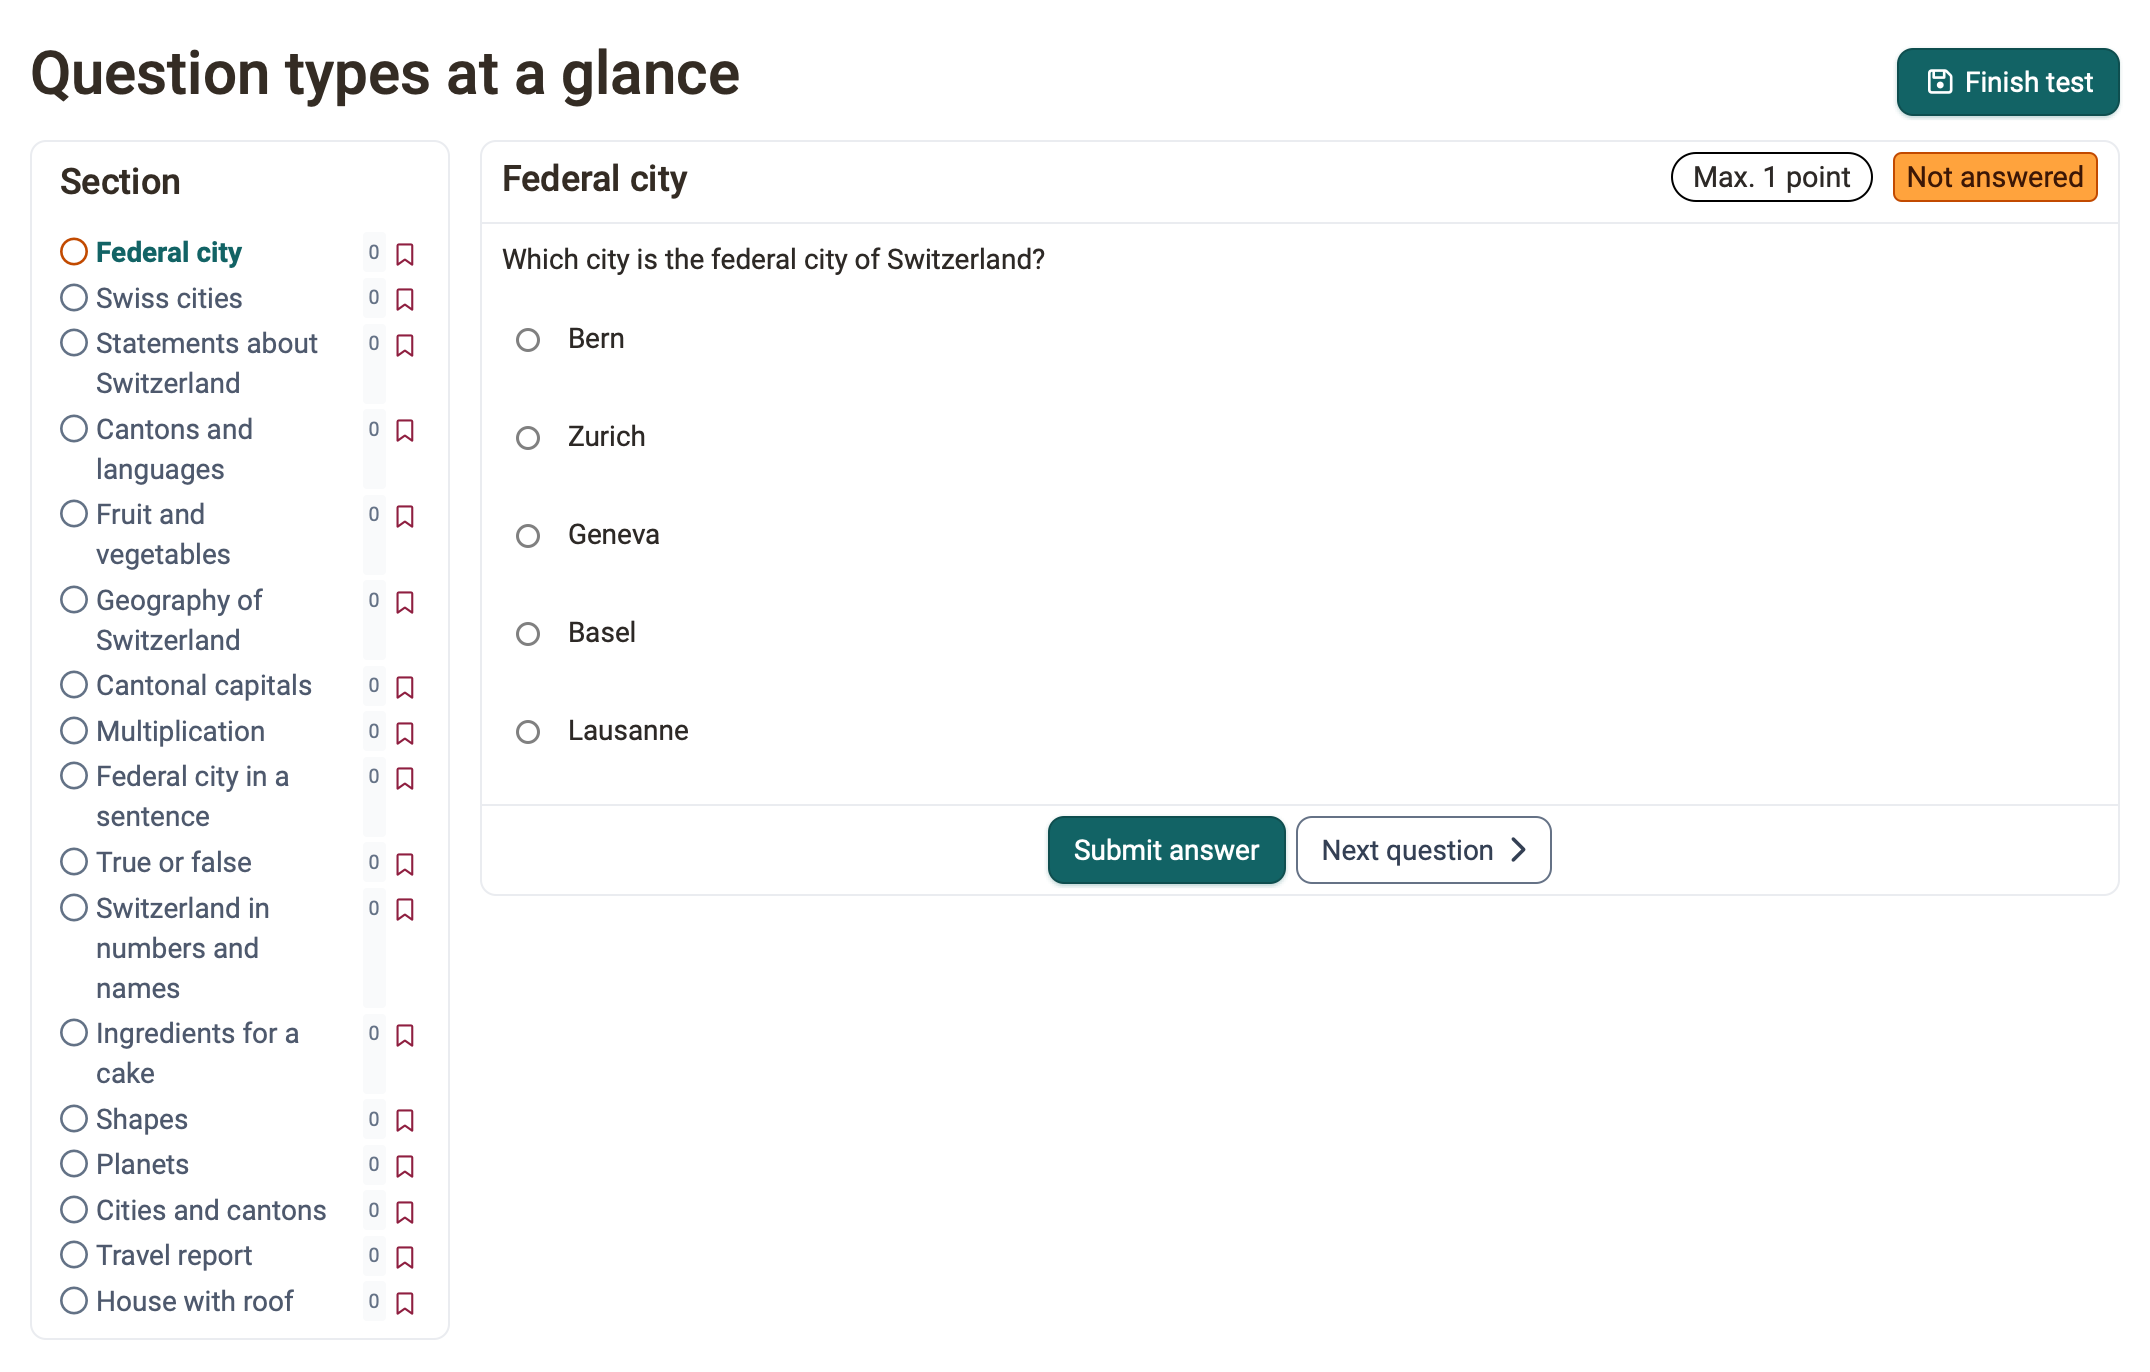 Question types at a glance
Finish test
Section
Federal city 0
Swiss cities 0
Statements about 0
Switzerland
Cantons and 0
languages
Fruit and 0
vegetables
Geography of 0
Switzerland
Cantonal capitals 0
Multiplication 0
Federal city in a 0
sentence
True or false 0
Switzerland in 0
numbers and
names
Ingredients for a 0
cake
Shapes 0
Planets 0
Cities and cantons 0
Travel report 0
House with roof 0
Federal city
Max. 1 point
Not answered
Which city is the federal city of Switzerland?
Bern
Zurich
Geneva
Basel
Lausanne
Submit answer
Next question